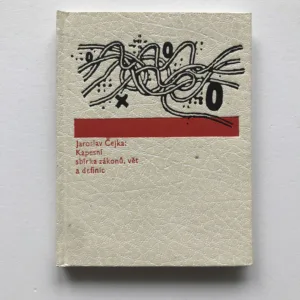 Jaroslav Čejka:
Kapesní
sbírka zákonů, vět
a definic